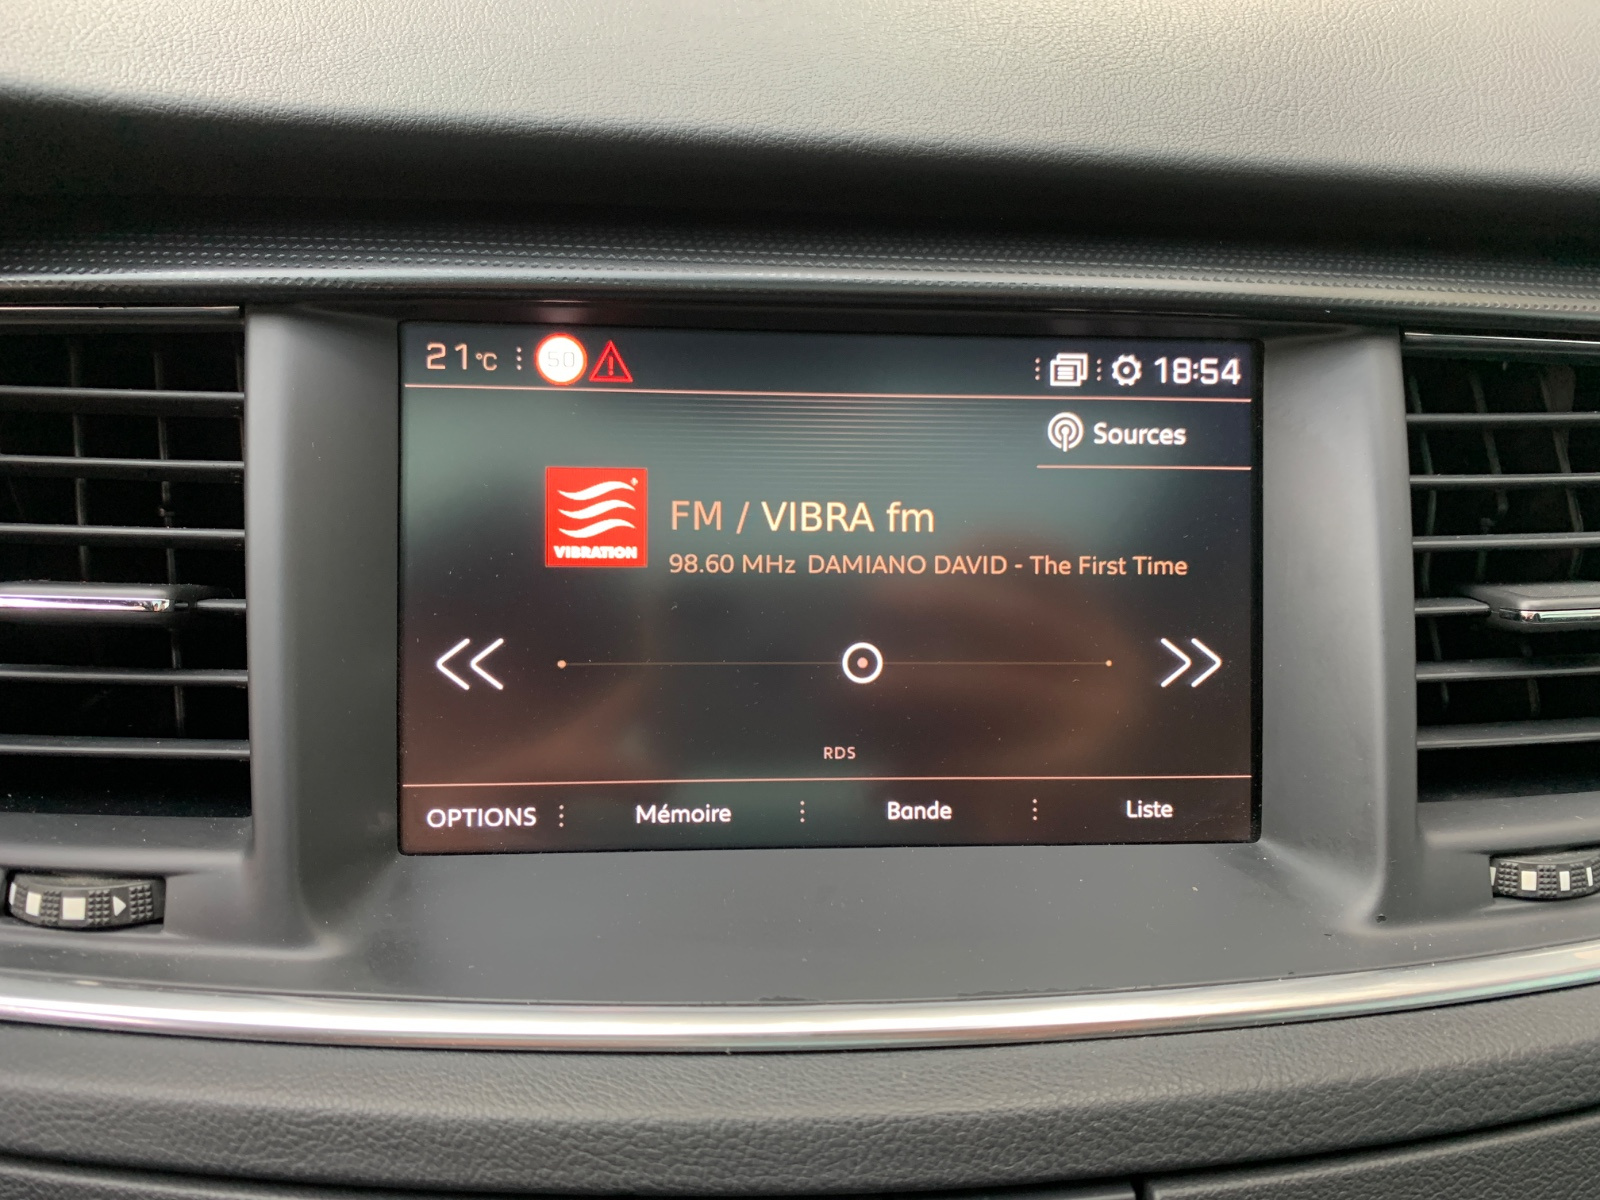 21°C 50 18:54
Sources
VIBRATION
FM / VIBRA fm
98.60 MHz DAMIANO DAVID - The First Time
RDS
OPTIONS Mémoire Bande Liste